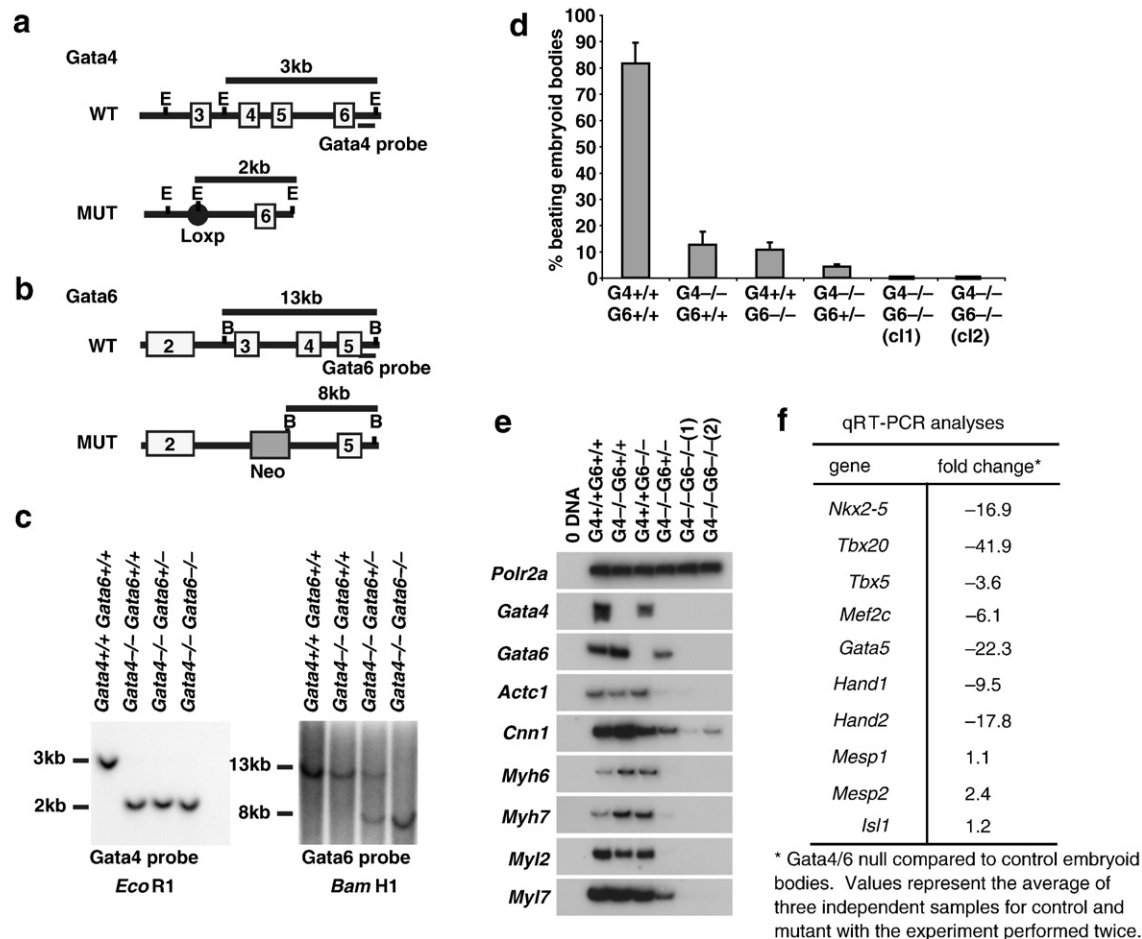 a
Gata4
3kb
WT
E
3
E
4
5
6
E
Gata4 probe
2kb
MUT
E
E
6
E
Loxp
b
Gata6
13kb
WT
2
B
3
4
5
B
Gata6 probe
8kb
MUT
2
B
5
B
Neo
c
Gata4+/+ Gata6+/+
Gata4–/– Gata6+/+
Gata4–/– Gata6+/–
Gata4–/– Gata6–/–
3kb
2kb
Gata4 probe
EcoR1
Gata4+/+ Gata6+/+
Gata4–/– Gata6+/+
Gata4–/– Gata6+/–
Gata4–/– Gata6–/–
13kb
8kb
Gata6 probe
Bam H1
d
% beating embryoid bodies
100
90
80
70
60
50
40
30
20
10
0
G4+/+ G4–/– G4+/+ G4–/– G4–/– G4–/–
G6+/+ G6+/+ G6–/– G6+/– G6–/– G6–/–
(cl1) (cl2)
e
0 DNA
G4+/+G6+/+
G4–/–G6+/+
G4+/+G6–/–
G4–/–G6+/–
G4–/–G6–/–(1)
G4–/–G6–/–(2)
Polr2a
Gata4
Gata6
Actc1
Cnn1
Myh6
Myh7
Myl2
Myl7
f
qRT-PCR analyses
gene fold change*
Nkx2-5 –16.9
Tbx20 –41.9
Tbx5 –3.6
Mef2c –6.1
Gata5 –22.3
Hand1 –9.5
Hand2 –17.8
Mesp1 1.1
Mesp2 2.4
Isl1 1.2
* Gata4/6 null compared to control embryoid
bodies. Values represent the average of
three independent samples for control and
mutant with the experiment performed twice.